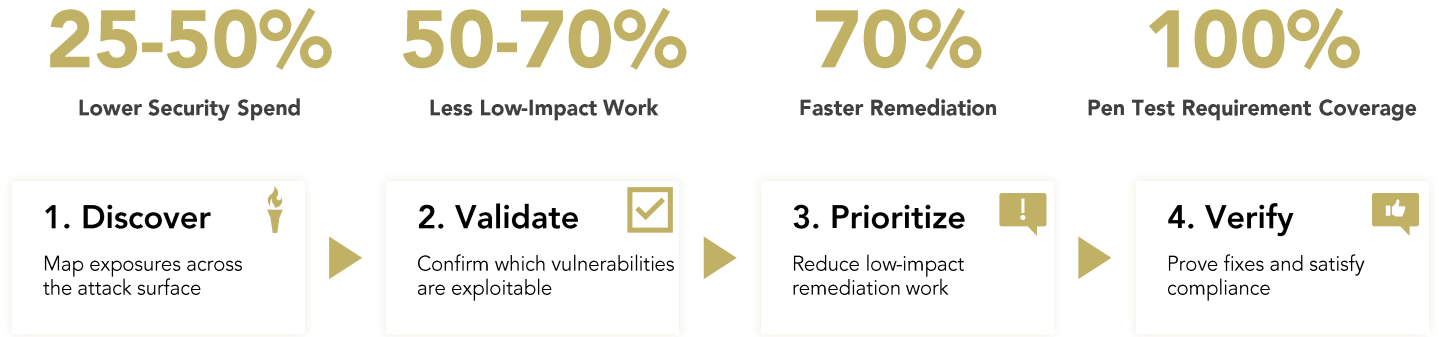 25-50%
Lower Security Spend
50-70%
Less Low-Impact Work
70%
Faster Remediation
100%
Pen Test Requirement Coverage
1. Discover
Map exposures across
the attack surface
2. Validate
Confirm which vulnerabilities
are exploitable
3. Prioritize
Reduce low-impact
remediation work
4. Verify
Prove fixes and satisfy
compliance